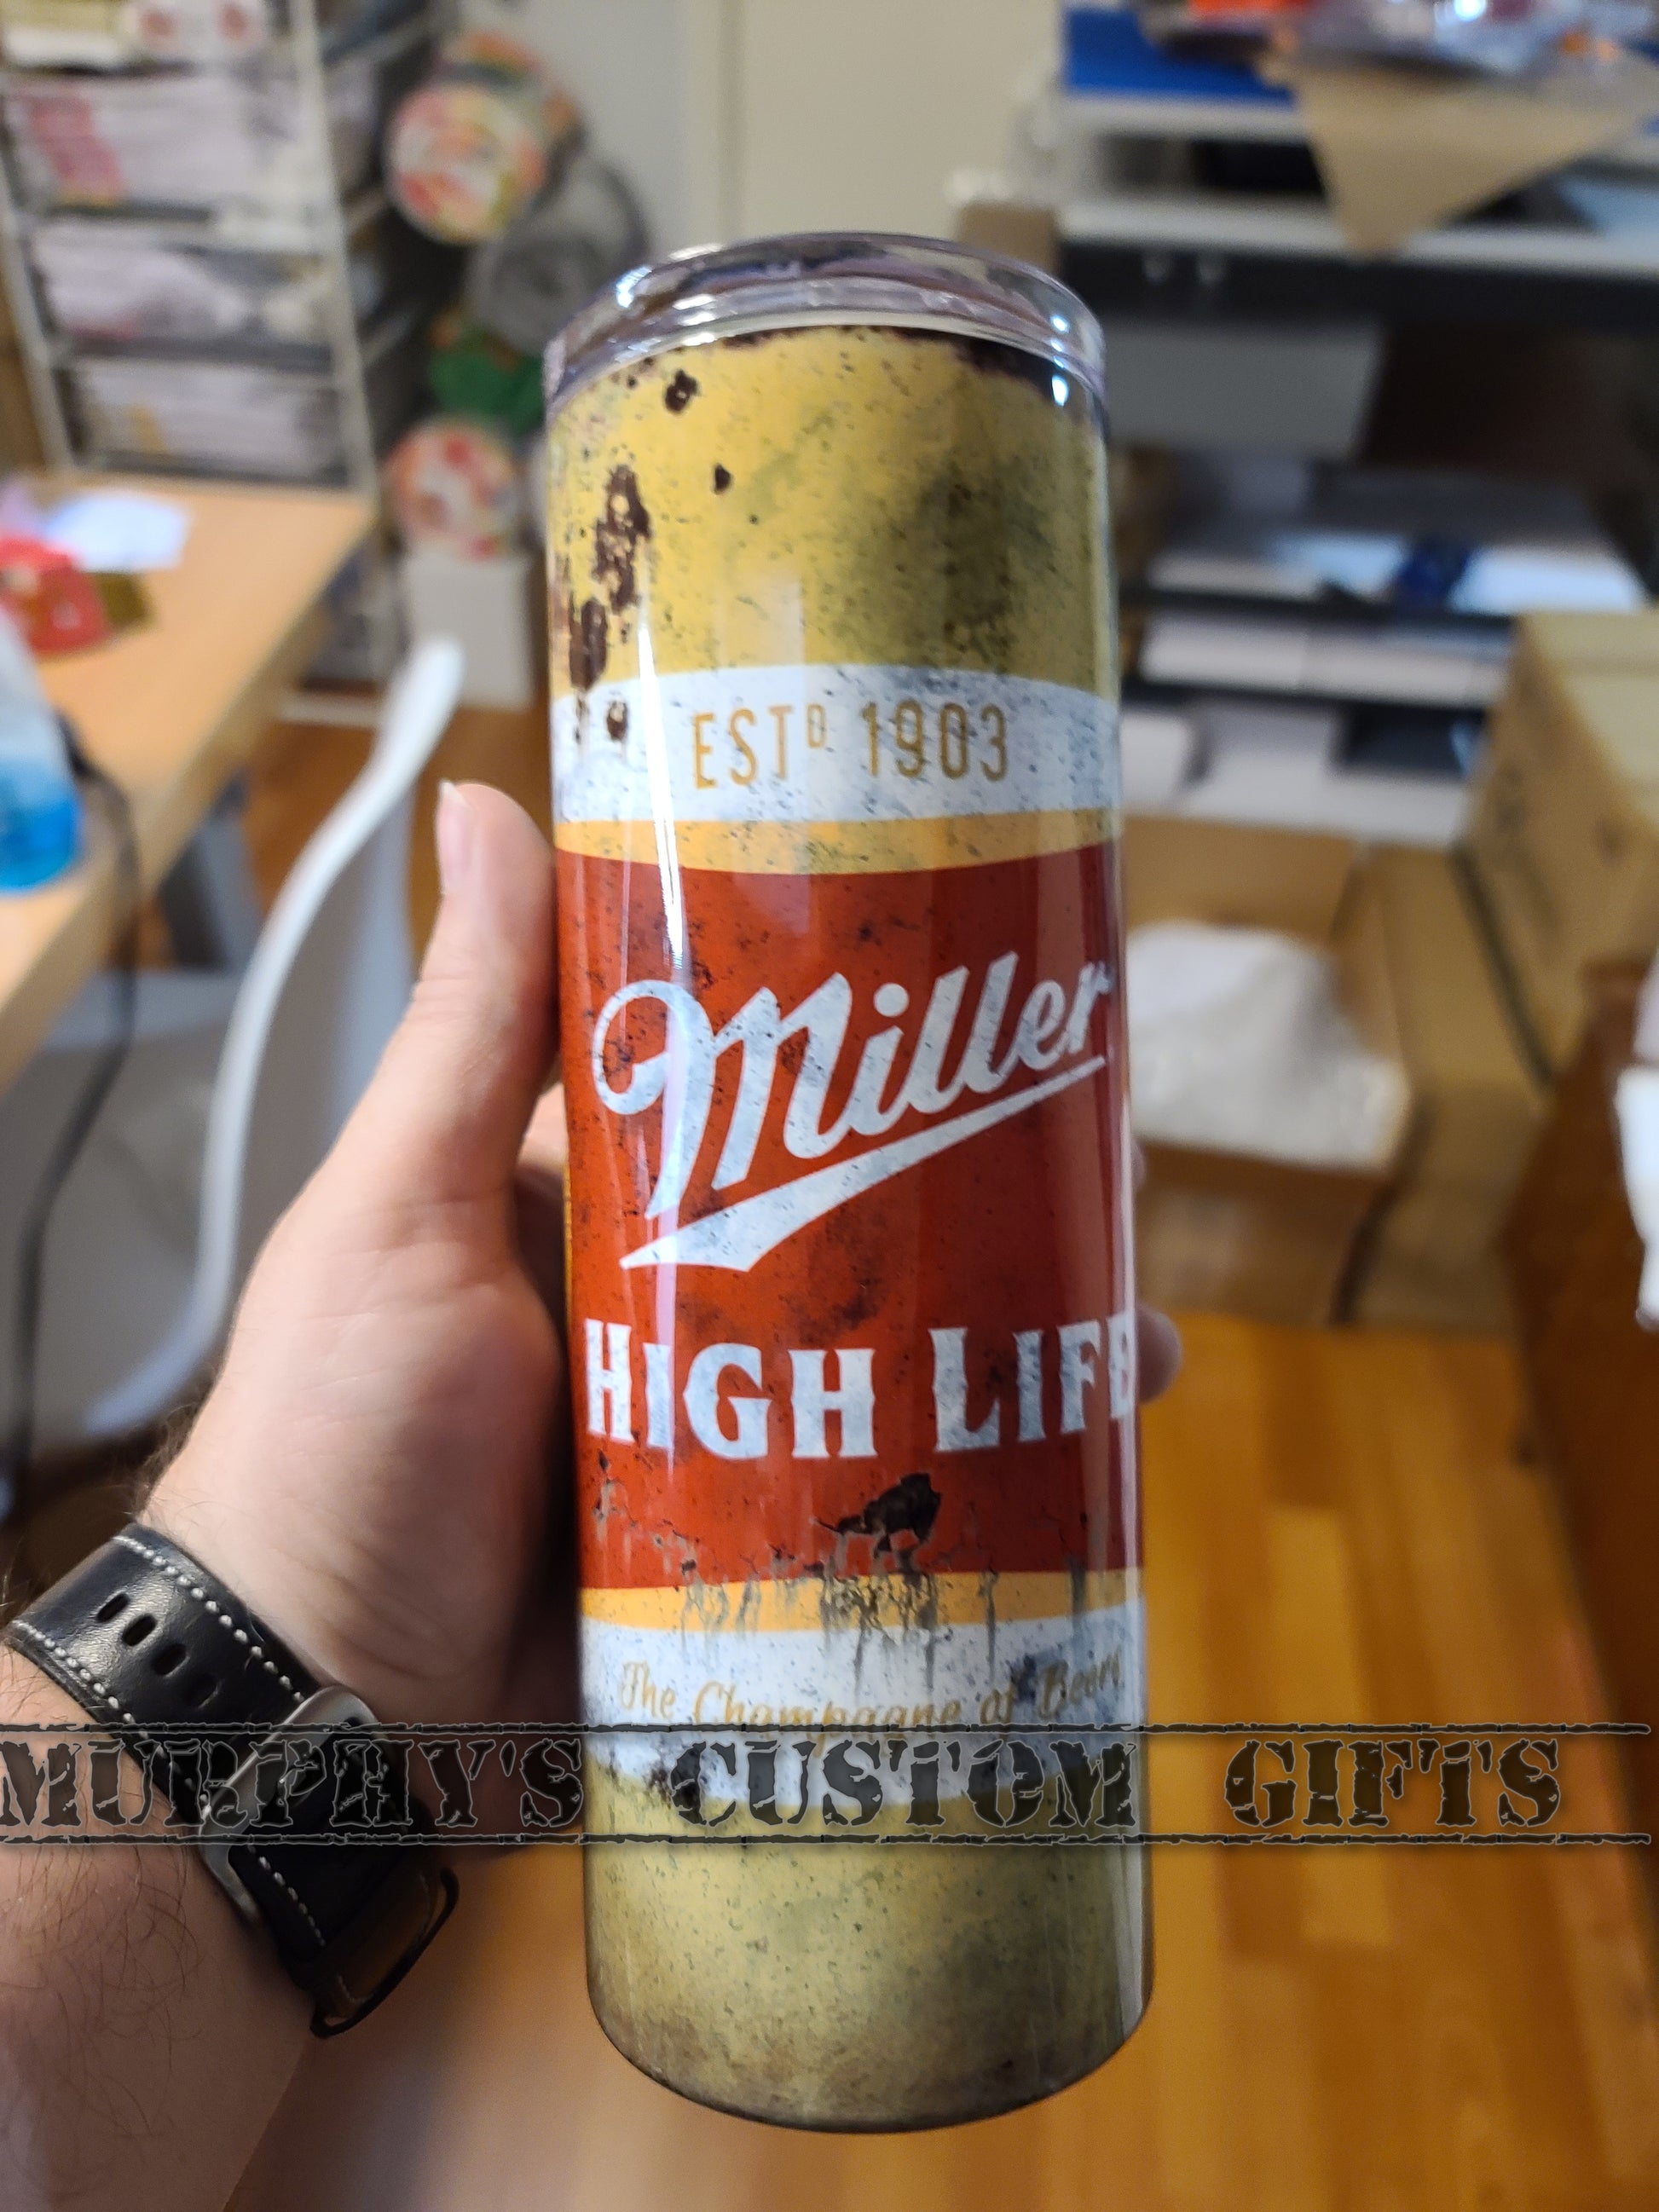 ESTD 1903
Miller
HIGH LIFE
The Champagne of Beers
MURPHY'S CUSTOM GIFTS